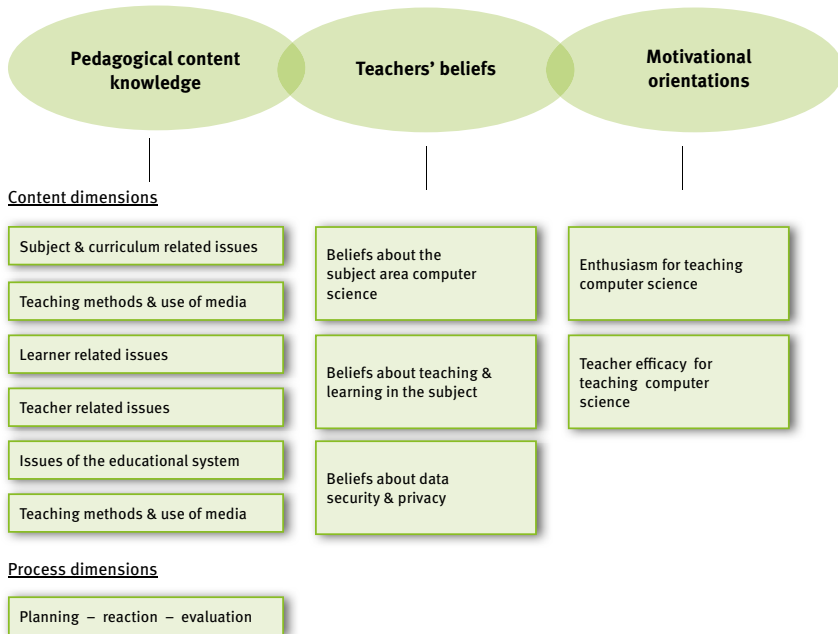 Pedagogical content
knowledge
Teachers' beliefs
Motivational
orientations
Content dimensions
Subject & curriculum related issues
Teaching methods & use of media
Learner related issues
Teacher related issues
Issues of the educational system
Teaching methods & use of media
Process dimensions
Planning – reaction – evaluation
Beliefs about the
subject area computer
science
Beliefs about teaching &
learning in the subject
Beliefs about data
security & privacy
Enthusiasm for teaching
computer science
Teacher efficacy for
teaching computer
science